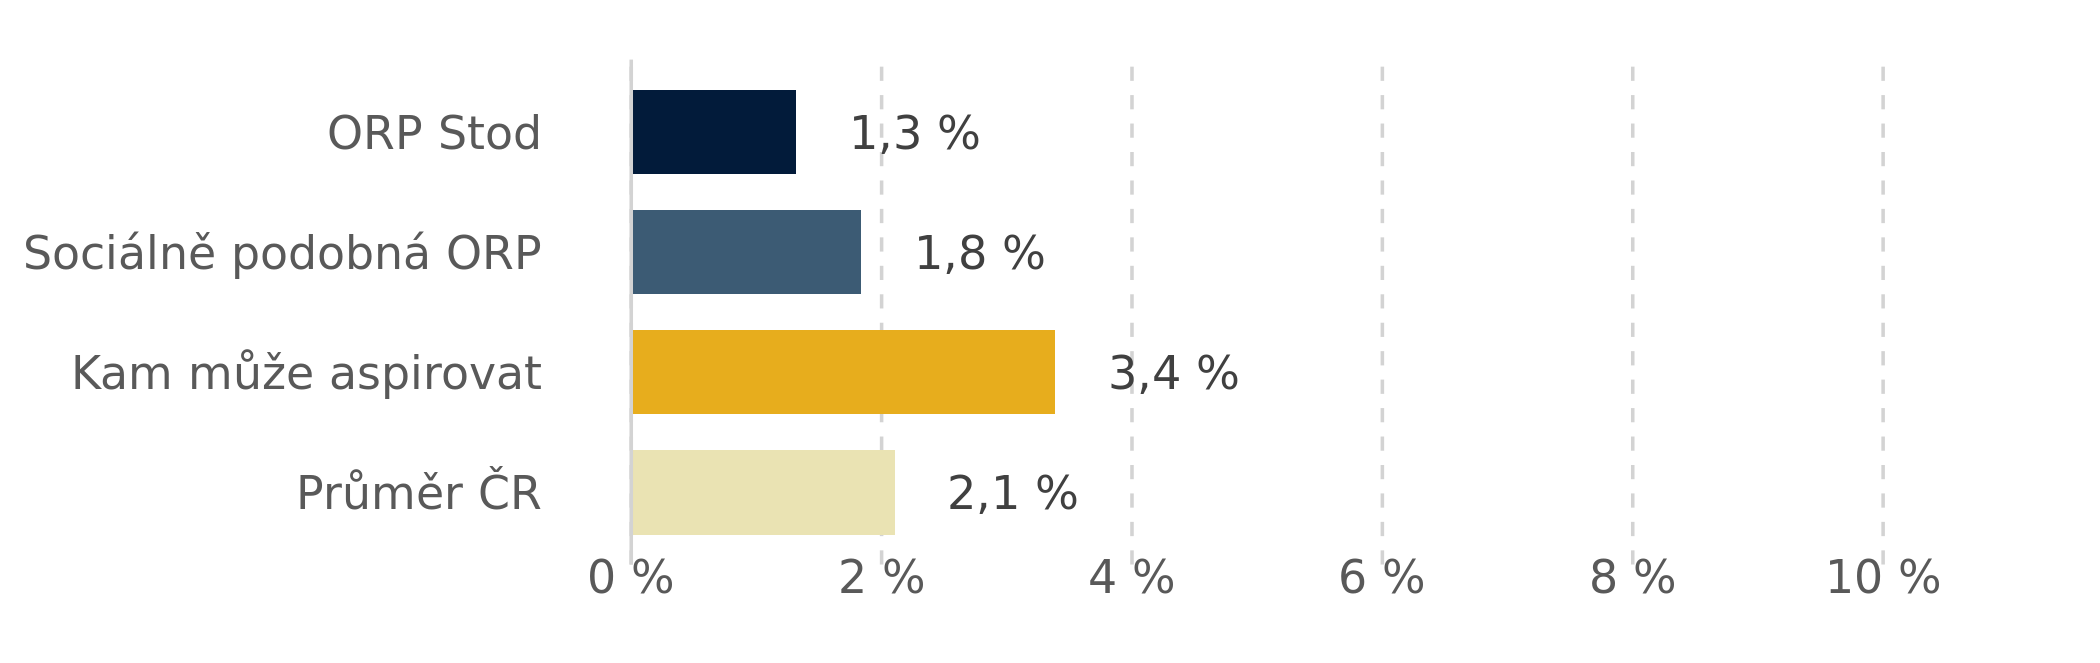 ORP Stod 1,3 %
Sociálně podobná ORP 1,8 %
Kam může aspirovat 3,4 %
Průměr ČR 2,1 %
0 % 2 % 4 % 6 % 8 % 10 %